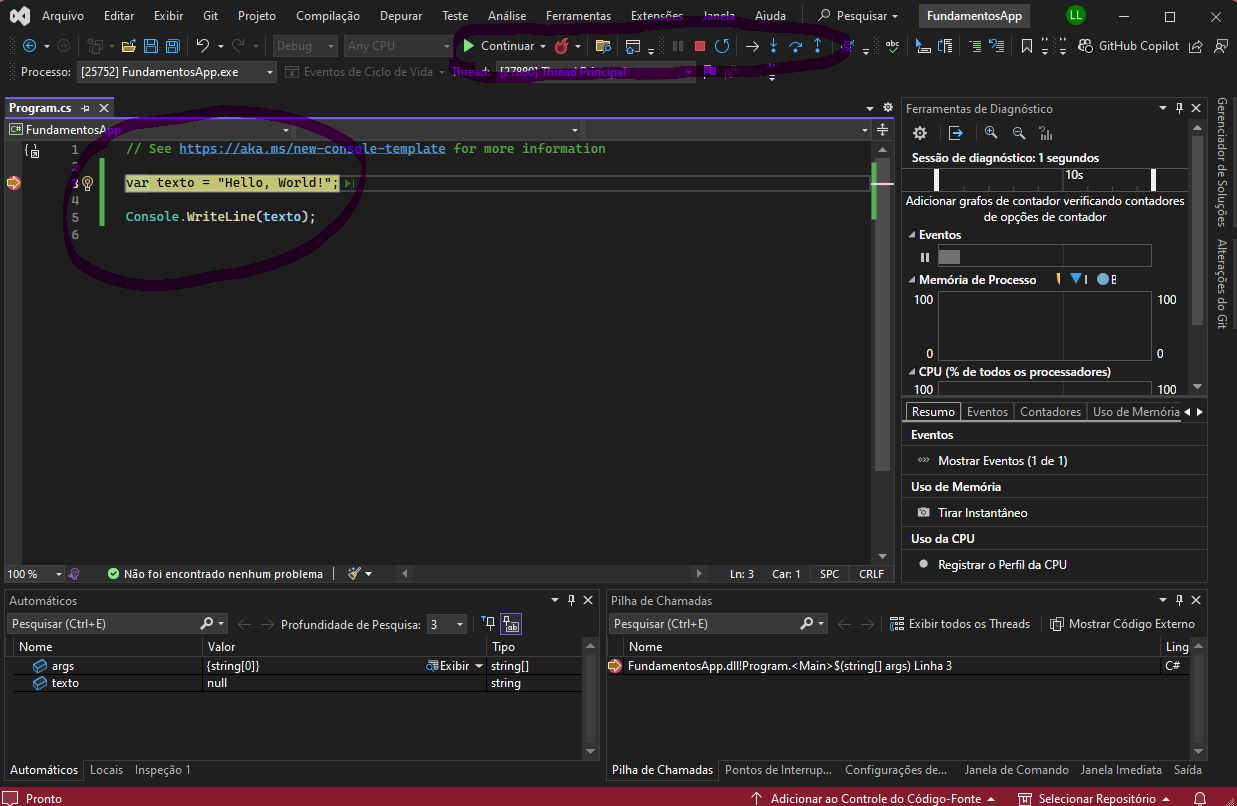 Arquivo Editar Exibir Git Projeto Compilação Depurar Teste Análise Ferramentas Extensões Janela Ajuda Pesquisar FundamentosApp LL
Debug Any CPU Continuar abc GitHub Copilot
Processo: [25752] FundamentosApp.exe Eventos de Ciclo de Vida Thread: [27880] Thread Principal
Program.cs
C# FundamentosApp
1 // See https://aka.ms/new-console-template for more information
2
3 var texto = "Hello, World!";
4
5 Console.WriteLine(texto);
6
100 % Não foi encontrado nenhum problema Ln: 3 Car: 1 SPC CRLF
Ferramentas de Diagnóstico
Sessão de diagnóstico: 1 segundos
10s
Adicionar grafos de contador verificando contadores
de opções de contador
Eventos
Memória de Processo
100 100
0 0
CPU (% de todos os processadores)
100 100
Resumo Eventos Contadores Uso de Memória
Eventos
Mostrar Eventos (1 de 1)
Uso de Memória
Tirar Instantâneo
Uso da CPU
Registrar o Perfil da CPU
Gerenciador de Soluções
Alterações do Git
Automáticos
Pesquisar (Ctrl+E) Profundidade de Pesquisa: 3
Nome Valor Tipo
args {string[0]} Exibir string[]
texto null string
Automáticos Locais Inspeção 1
Pilha de Chamadas
Pesquisar (Ctrl+E) Exibir todos os Threads Mostrar Código Externo
Nome Ling
FundamentosApp.dll!Program.<Main>$(string[] args) Linha 3 C#
Pilha de Chamadas Pontos de Interrup... Configurações de... Janela de Comando Janela Imediata Saída
Pronto Adicionar ao Controle do Código-Fonte Selecionar Repositório